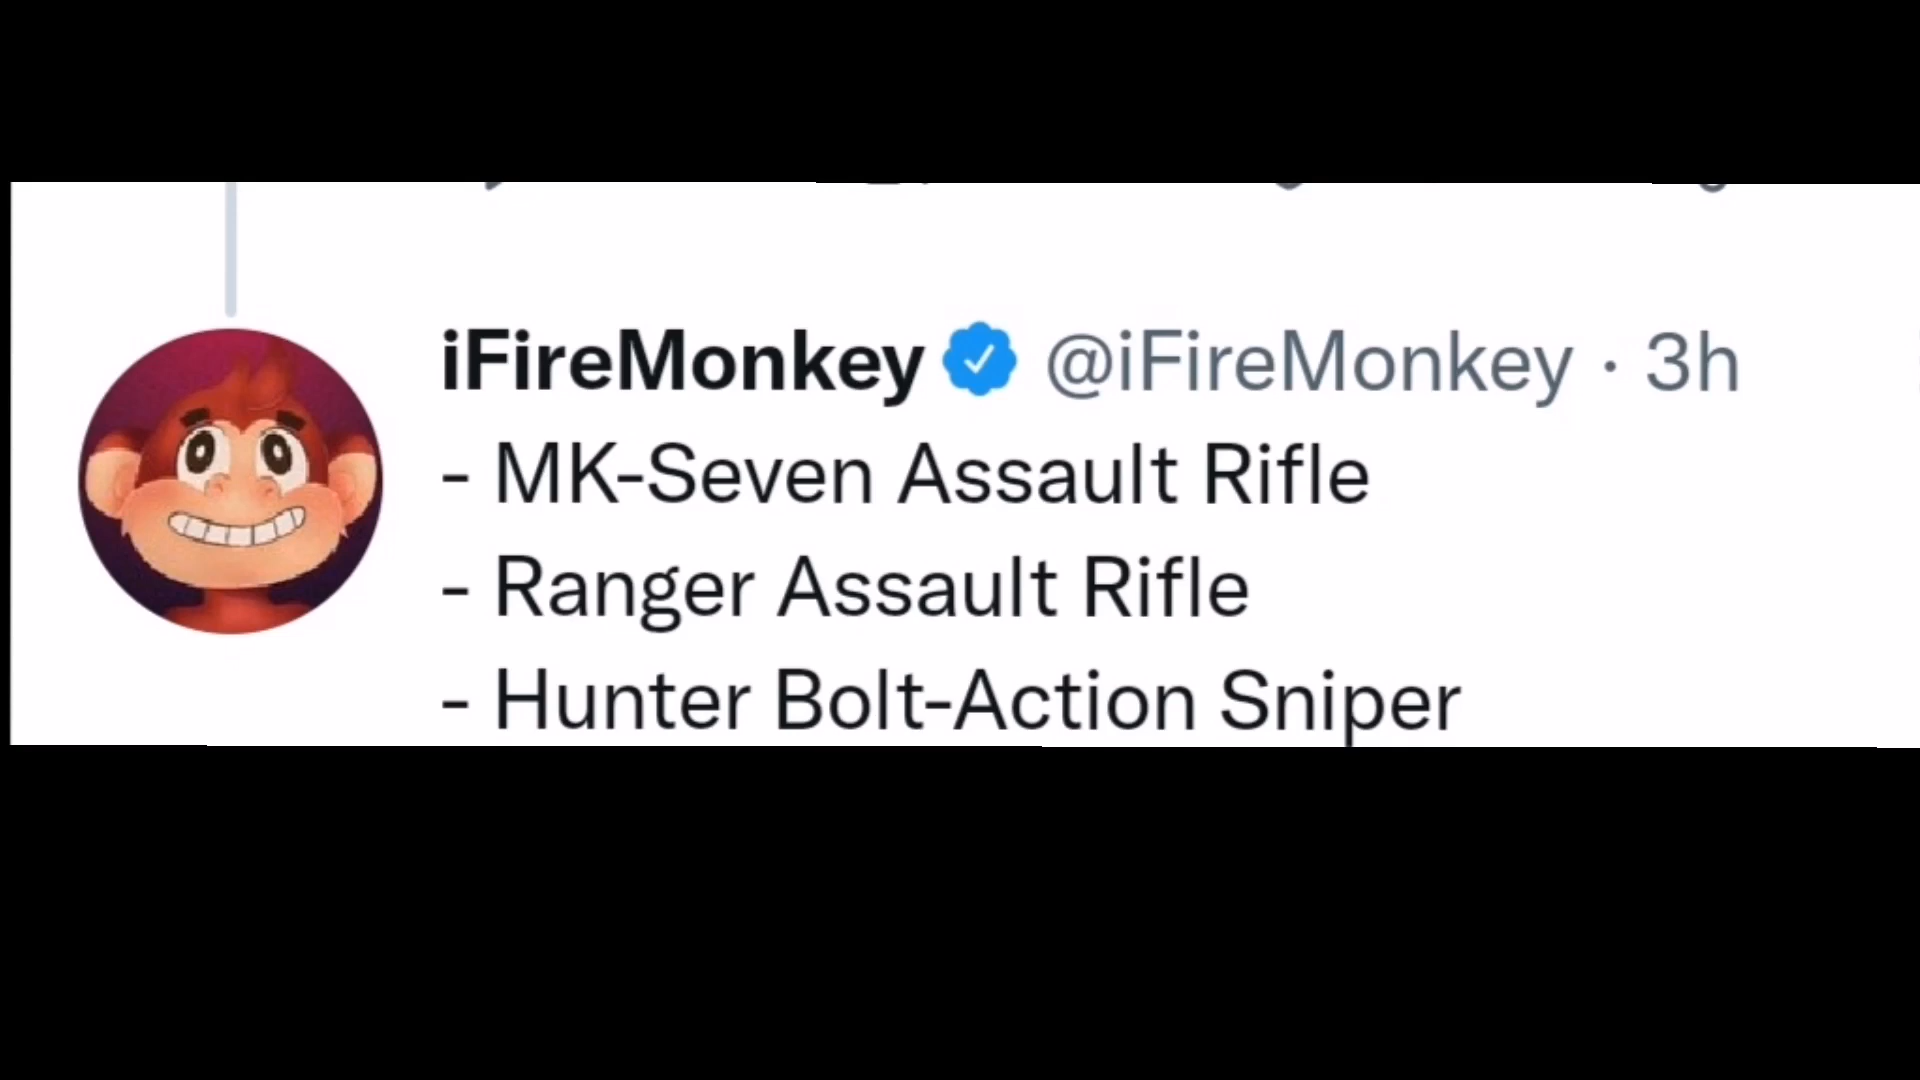 iFireMonkey @iFireMonkey · 3h
- MK-Seven Assault Rifle
- Ranger Assault Rifle
- Hunter Bolt-Action Sniper